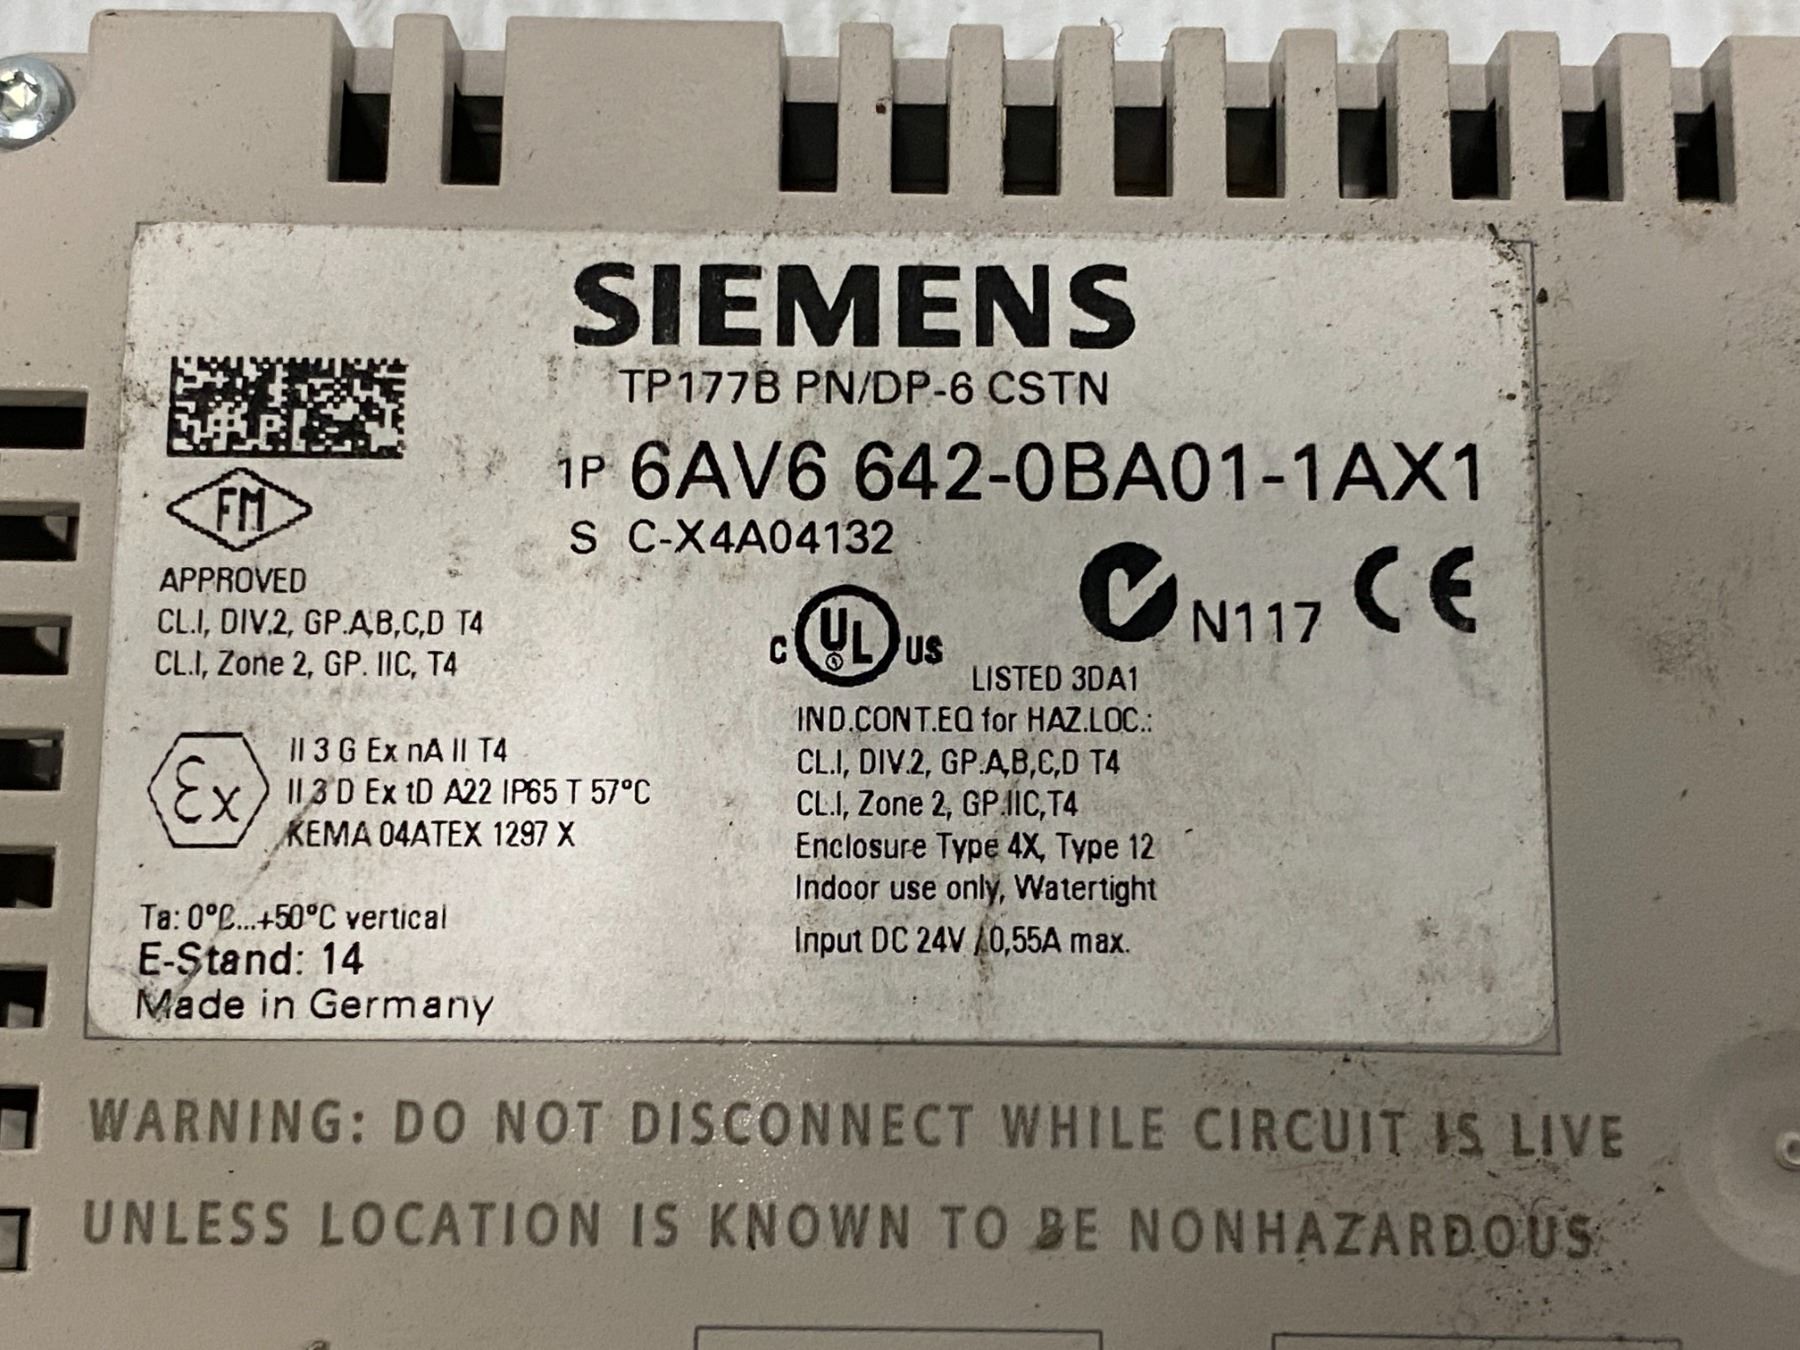 SIEMENS
TP177B PN/DP-6 CSTN
1P 6AV6 642-0BA01-1AX1
S C-X4A04132
FM
APPROVED
CL.I, DIV.2, GP.A,B,C,D T4
CL.I, Zone 2, GP. IIC, T4
N117 CE
C UL US
LISTED 3DA1
IND.CONT.EQ for HAZ.LOC.:
CL.I, DIV.2, GP.A,B,C,D T4
CL.I, Zone 2, GP.IIC,T4
Enclosure Type 4X, Type 12
Indoor use only, Watertight
Input DC 24V /0,55A max.
Ex
II 3 G Ex nA II T4
II 3 D Ex tD A22 IP65 T 57°C
KEMA 04ATEX 1297 X
Ta: 0°C...+50°C vertical
E-Stand: 14
Made in Germany
WARNING: DO NOT DISCONNECT WHILE CIRCUIT IS LIVE
UNLESS LOCATION IS KNOWN TO BE NONHAZARDOUS